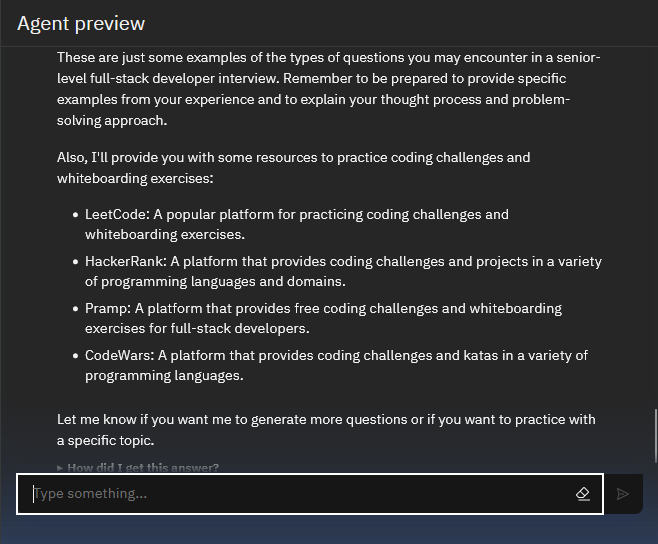 Agent preview
These are just some examples of the types of questions you may encounter in a senior-
level full-stack developer interview. Remember to be prepared to provide specific
examples from your experience and to explain your thought process and problem-
solving approach.
Also, I'll provide you with some resources to practice coding challenges and
whiteboarding exercises:
• LeetCode: A popular platform for practicing coding challenges and
whiteboarding exercises.
• HackerRank: A platform that provides coding challenges and projects in a variety
of programming languages and domains.
• Pramp: A platform that provides free coding challenges and whiteboarding
exercises for full-stack developers.
• CodeWars: A platform that provides coding challenges and katas in a variety of
programming languages.
Let me know if you want me to generate more questions or if you want to practice with
a specific topic.
How did I get this answer?
Type something...